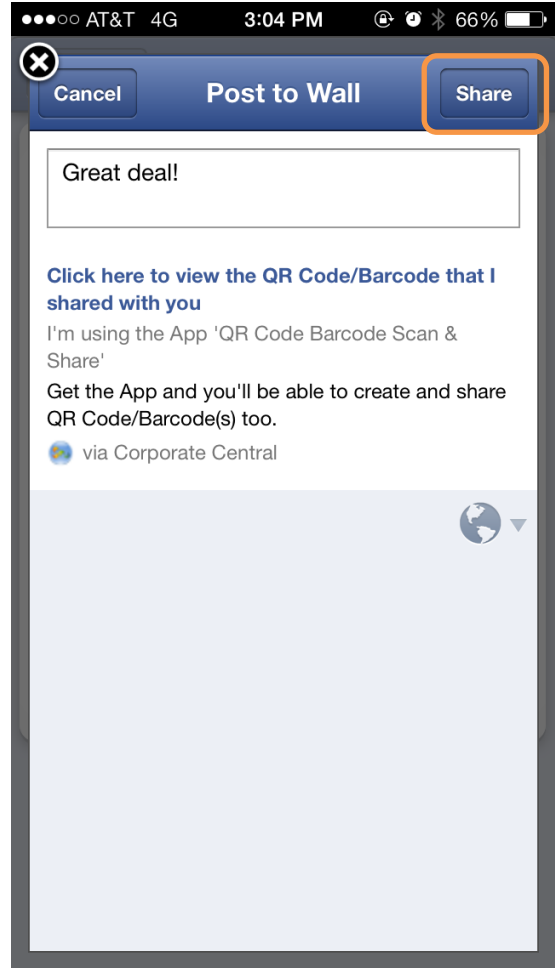 AT&T 4G 3:04 PM 66%
Cancel Post to Wall Share
Great deal!
Click here to view the QR Code/Barcode that I
shared with you
I'm using the App 'QR Code Barcode Scan &
Share'
Get the App and you'll be able to create and share
QR Code/Barcode(s) too.
via Corporate Central